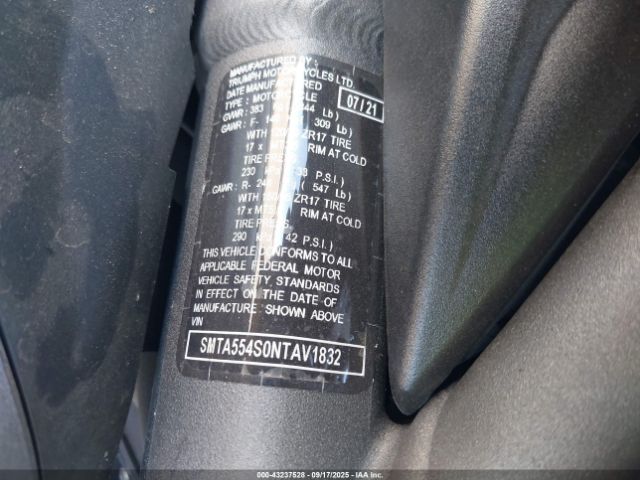 MANUFACTURED BY :
TRIUMPH MOTORCYCLES LTD
DATE MANUFACTURED
07/21
TYPE : MOTORCYCLE
GVWR: 383 Lb )
GAWR: F- 309 Lb )
WITH ZR17 TIRE
17 x RIM AT COLD
TIRE
230 33 P.S.I. )
GAWR: R- ( 547 Lb )
WITH ZR17 TIRE
17 x RIM AT COLD
TIRE
290 42 P.S.I. )
THIS VEHICLE CONFORMS TO ALL
APPLICABLE FEDERAL MOTOR
VEHICLE SAFETY STANDARDS
IN EFFECT ON THE DATE OF
MANUFACTURE SHOWN ABOVE
VIN
SMTA554S0NTAV1832
000-43237528 - 09/17/2025 - IAAI